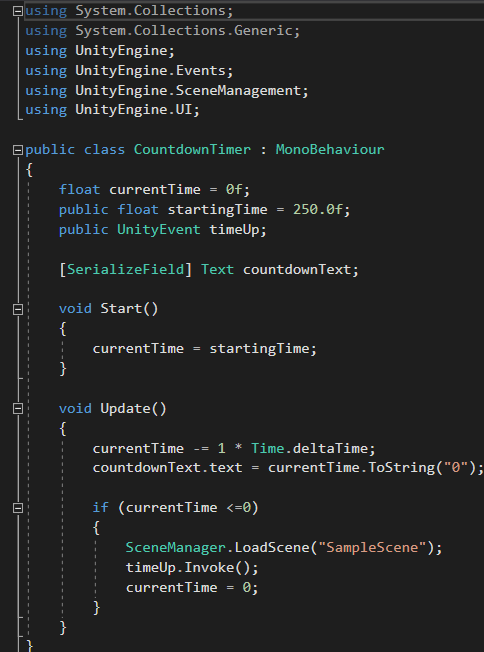 using System.Collections;
using System.Collections.Generic;
using UnityEngine;
using UnityEngine.Events;
using UnityEngine.SceneManagement;
using UnityEngine.UI;

public class CountdownTimer : MonoBehaviour
{
    float currentTime = 0f;
    public float startingTime = 250.0f;
    public UnityEvent timeUp;

    [SerializeField] Text countdownText;

    void Start()
    {
        currentTime = startingTime;
    }

    void Update()
    {
        currentTime -= 1 * Time.deltaTime;
        countdownText.text = currentTime.ToString("0");

        if (currentTime <=0)
        {
            SceneManager.LoadScene("SampleScene");
            timeUp.Invoke();
            currentTime = 0;
        }
    }
}